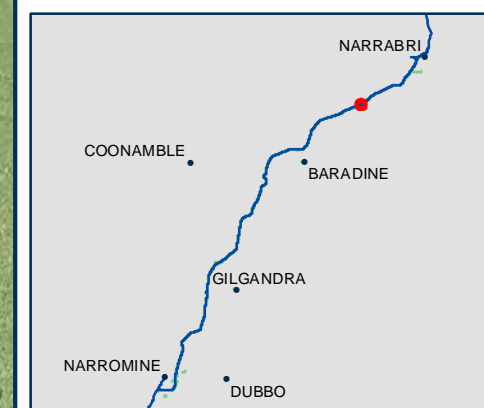 NARRABRI
COONAMBLE
BARADINE
GILGANDRA
NARROMINE
DUBBO